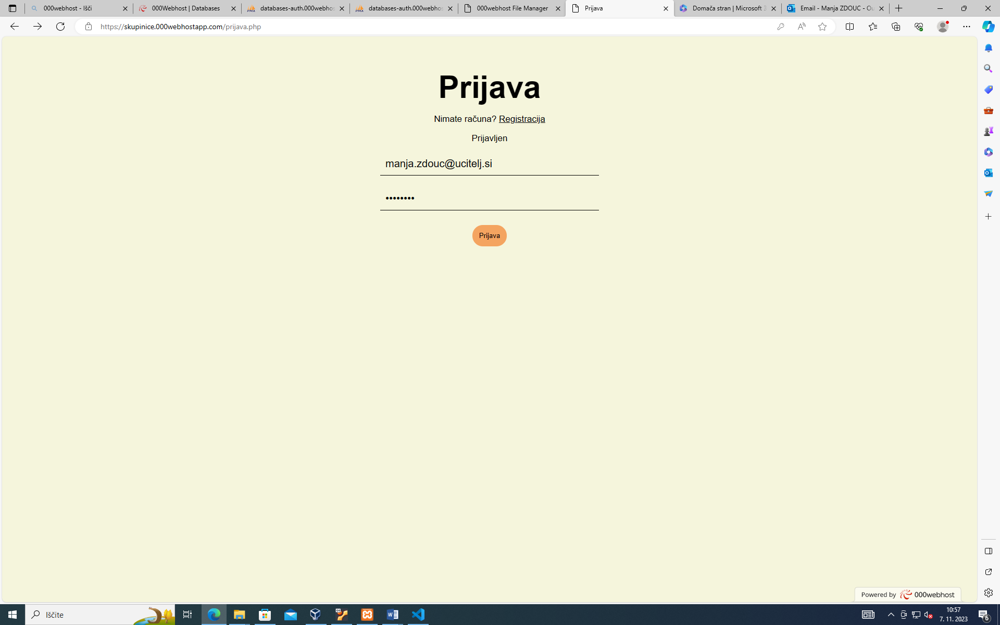 000webhost - Išči
000Webhost | Databases
databases-auth.000webhos
databases-auth.000webhos
000webhost File Manager
Prijava
Domača stran | Microsoft 3
Email - Manja ZDOUC - Ou
https://skupinice.000webhostapp.com/prijava.php
Prijava
Nimate računa? Registracija
Prijavljen
manja.zdouc@ucitelj.si
••••••••
Prijava
Powered by 000webhost
Iščite
10:57
7. 11. 2023
6